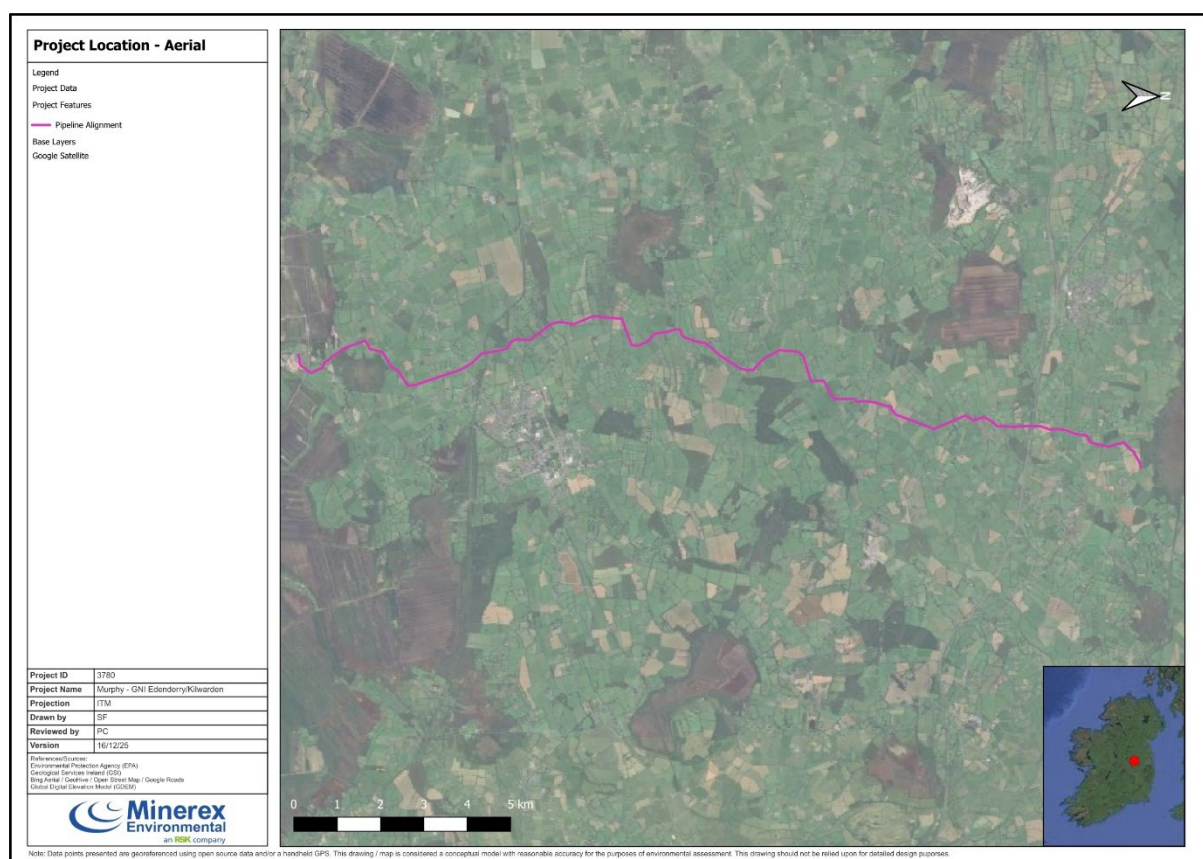 Project Location - Aerial
Legend
Project Data
Project Features
Pipeline Alignment
Base Layers
Google Satellite
N
Project ID 3780
Project Name Murphy - GNI Edenderry/Kilwarden
Projection ITM
Drawn by SF
Reviewed by PC
Version 16/12/25
References/Sources:
Environmental Protection Agency (EPA)
Geological Services Ireland (GSI)
Bing Aerial / GeoHive / Open Street Map / Google Roads
Global Digital Elevation Model (GDEM)
Minerex
Environmental
an RSK company
0 1 2 3 4 5 km
Note: Data points presented are georeferenced using open source data and/or a handheld GPS. This drawing / map is considered a conceptual model with reasonable accuracy for the purposes of environmental assessment. This drawing should not be relied upon for detailed design puporses.